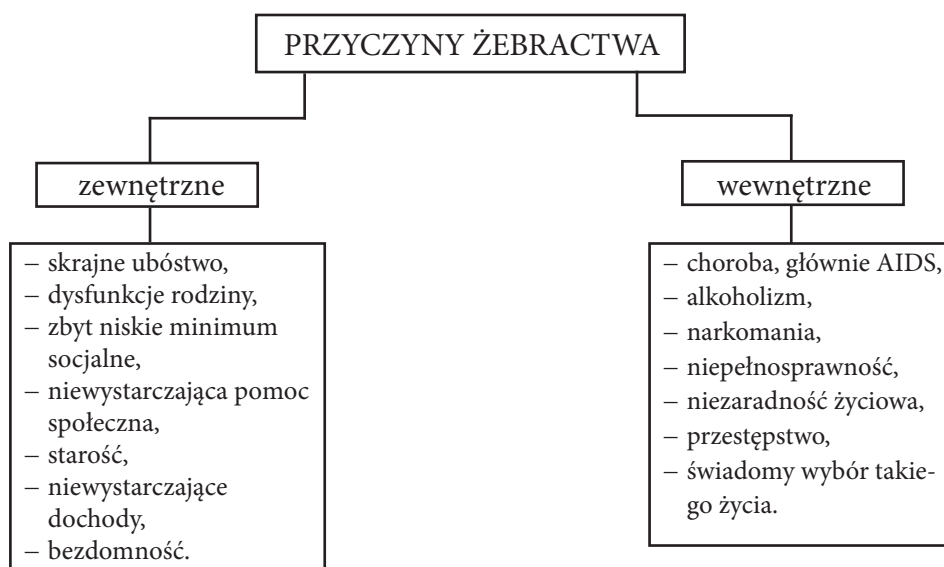 PRZYCZYNY ŻEBRACTWA
zewnętrzne
– skrajne ubóstwo,
– dysfunkcje rodziny,
– zbyt niskie minimum
socjalne,
– niewystarczająca pomoc
społeczna,
– starość,
– niewystarczające
dochody,
– bezdomność.
wewnętrzne
– choroba, głównie AIDS,
– alkoholizm,
– narkomania,
– niepełnosprawność,
– niezaradność życiowa,
– przestępstwo,
– świadomy wybór takie-
go życia.